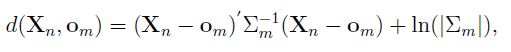 d(Xₙ, oₘ) = (Xₙ − oₘ)′Σₘ⁻¹(Xₙ − oₘ) + ln(|Σₘ|),